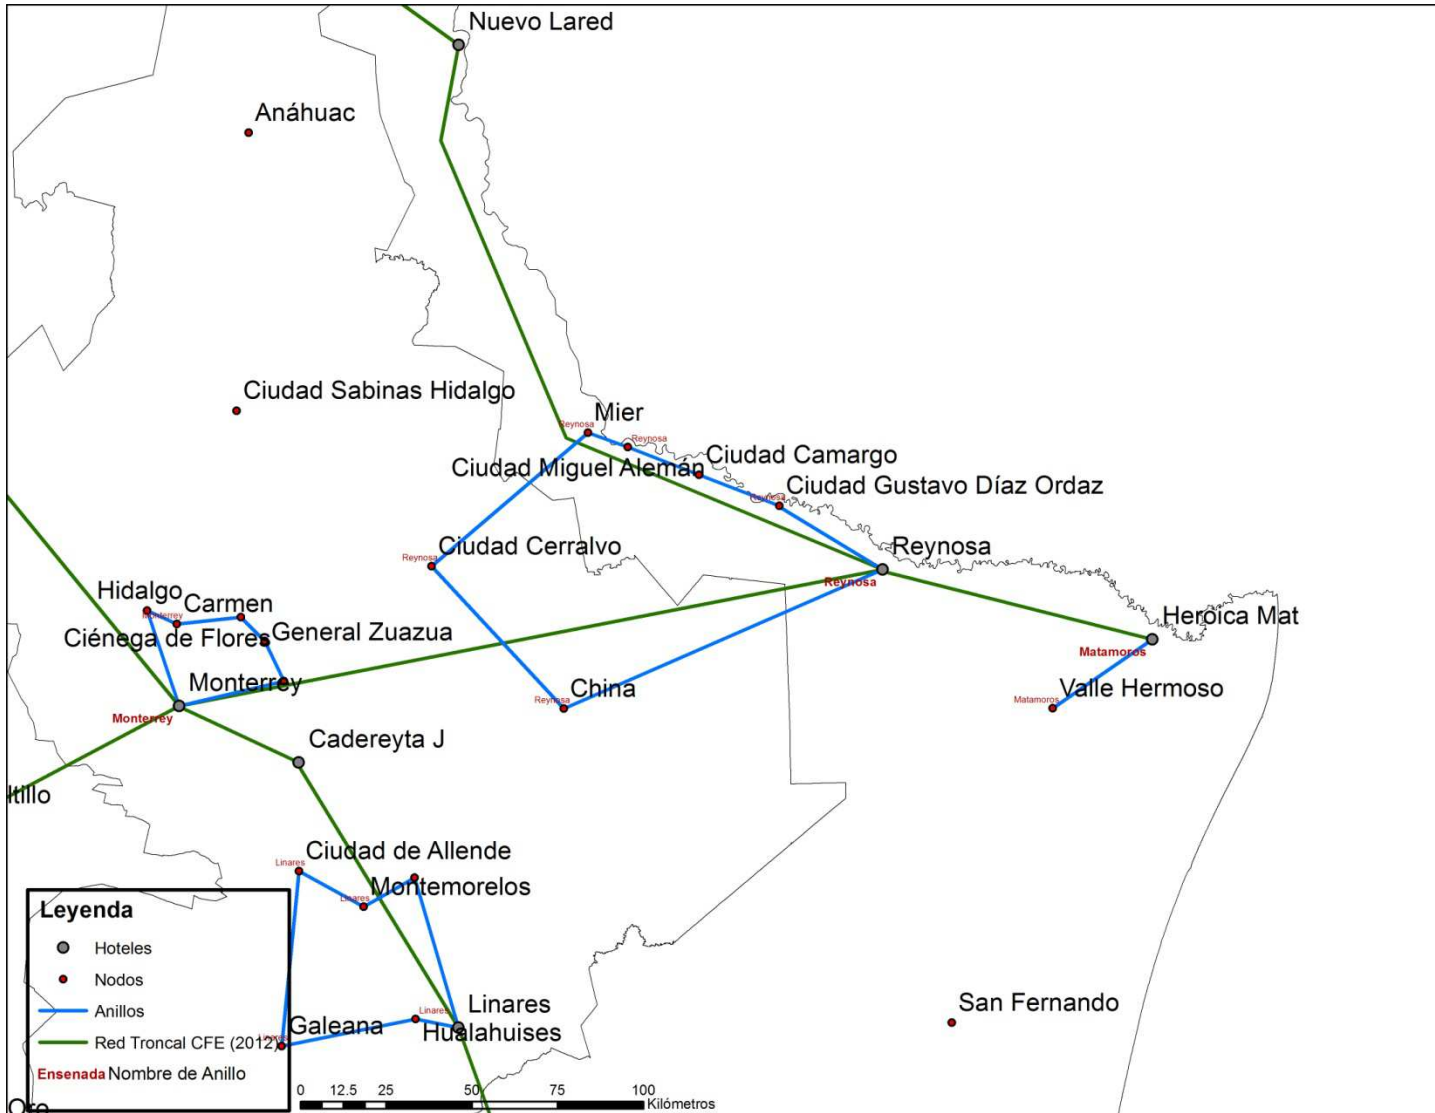 Nuevo Lared
Anáhuac
Ciudad Sabinas Hidalgo
Mier
Reynosa
Reynosa
Ciudad Camargo
Ciudad Miguel Alemán
Ciudad Gustavo Díaz Ordaz
Reynosa
Ciudad Cerralvo
Reynosa
Reynosa
Reynosa
Hidalgo
Carmen
Monterrey
Ciénega de Flores
General Zuazua
Heroica Mat
Matamoros
Monterrey
Monterrey
China
Reynosa
Valle Hermoso
Matamoros
Cadereyta J
ltillo
Ciudad de Allende
Linares
Montemorelos
Linares
Linares
Linares
Hualahuises
Galeana
Linares
San Fernando
Leyenda
Hoteles
Nodos
Anillos
Red Troncal CFE (2012)
Ensenada Nombre de Anillo
0 12.5 25 50 75 100
Kilómetros